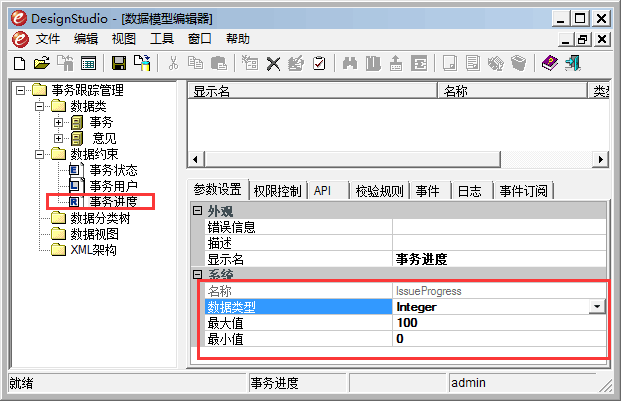 DesignStudio - [数据模型编辑器]
文件 编辑 视图 工具 窗口 帮助
事务跟踪管理
数据类
事务
意见
数据约束
事务状态
事务用户
事务进度
数据分类树
数据视图
XML架构
显示名 名称 类
参数设置 权限控制 API 校验规则 事件 日志 事件订阅
外观
错误信息
描述
显示名 事务进度
系统
名称 IssueProgress
数据类型 Integer
最大值 100
最小值 0
就绪 事务进度 admin